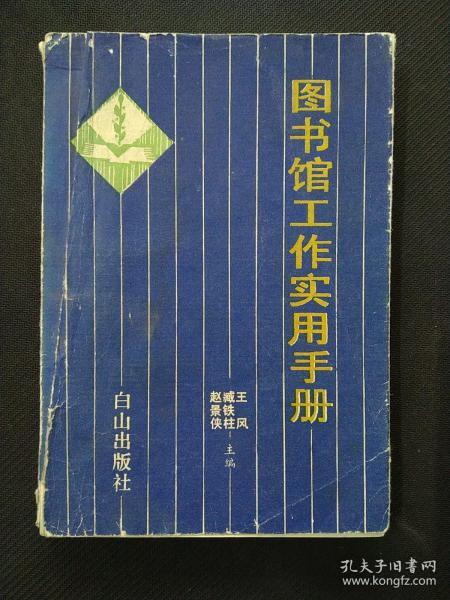 图书馆工作实用手册
王风
臧铁柱
赵景侠
主编
白山出版社
孔夫子旧书网
www.kongfz.com